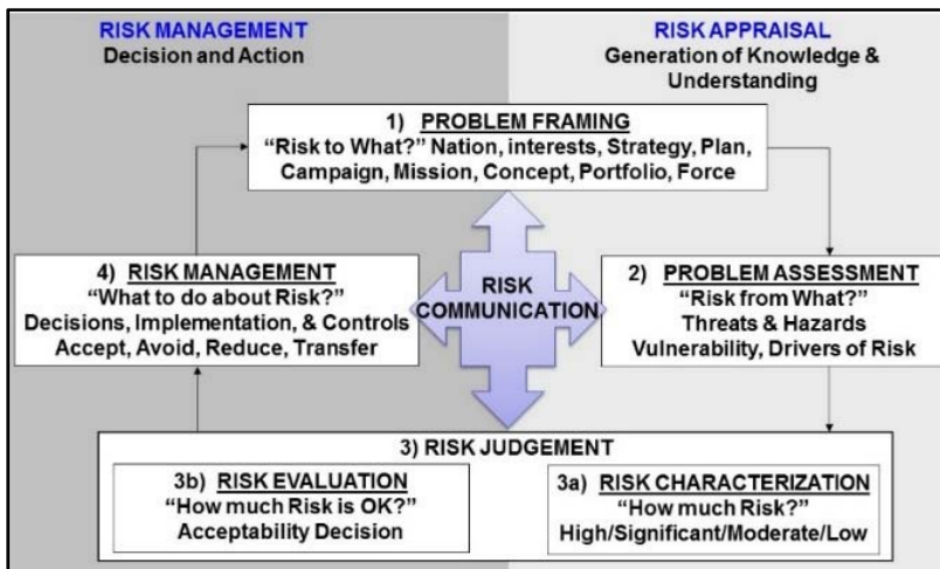 RISK MANAGEMENT
Decision and Action
RISK APPRAISAL
Generation of Knowledge &
Understanding
1) PROBLEM FRAMING
“Risk to What?” Nation, interests, Strategy, Plan,
Campaign, Mission, Concept, Portfolio, Force
4) RISK MANAGEMENT
“What to do about Risk?”
Decisions, Implementation, & Controls
Accept, Avoid, Reduce, Transfer
RISK
COMMUNICATION
2) PROBLEM ASSESSMENT
“Risk from What?”
Threats & Hazards
Vulnerability, Drivers of Risk
3) RISK JUDGEMENT
3b) RISK EVALUATION
“How much Risk is OK?”
Acceptability Decision
3a) RISK CHARACTERIZATION
“How much Risk?”
High/Significant/Moderate/Low